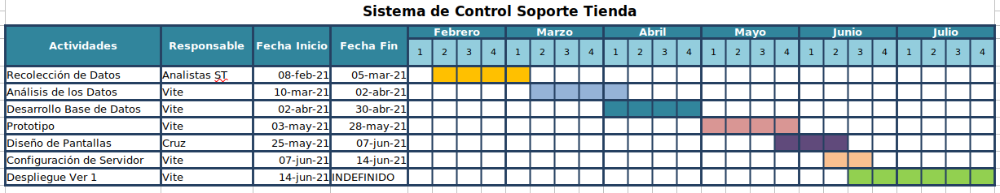 Sistema de Control Soporte Tienda
Actividades Responsable Fecha Inicio Fecha Fin Febrero Marzo Abril Mayo Junio Julio
1 2 3 4 1 2 3 4 1 2 3 4 1 2 3 4 1 2 3 4 1 2 3 4
Recolección de Datos Analistas ST 08-feb-21 05-mar-21
Análisis de los Datos Vite 10-mar-21 02-abr-21
Desarrollo Base de Datos Vite 02-abr-21 30-abr-21
Prototipo Vite 03-may-21 28-may-21
Diseño de Pantallas Cruz 25-may-21 07-jun-21
Configuración de Servidor Vite 07-jun-21 14-jun-21
Despliegue Ver 1 Vite 14-jun-21 INDEFINIDO